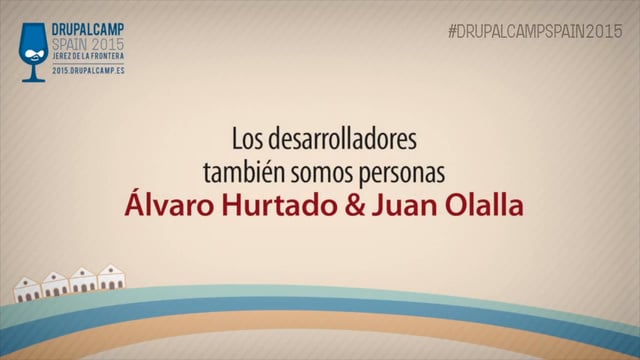 DRUPALCAMP
SPAIN 2015
JEREZ DE LA FRONTERA
2015.DRUPALCAMP.ES
#DRUPALCAMPSPAIN2015
Los desarrolladores
también somos personas
Álvaro Hurtado & Juan Olalla